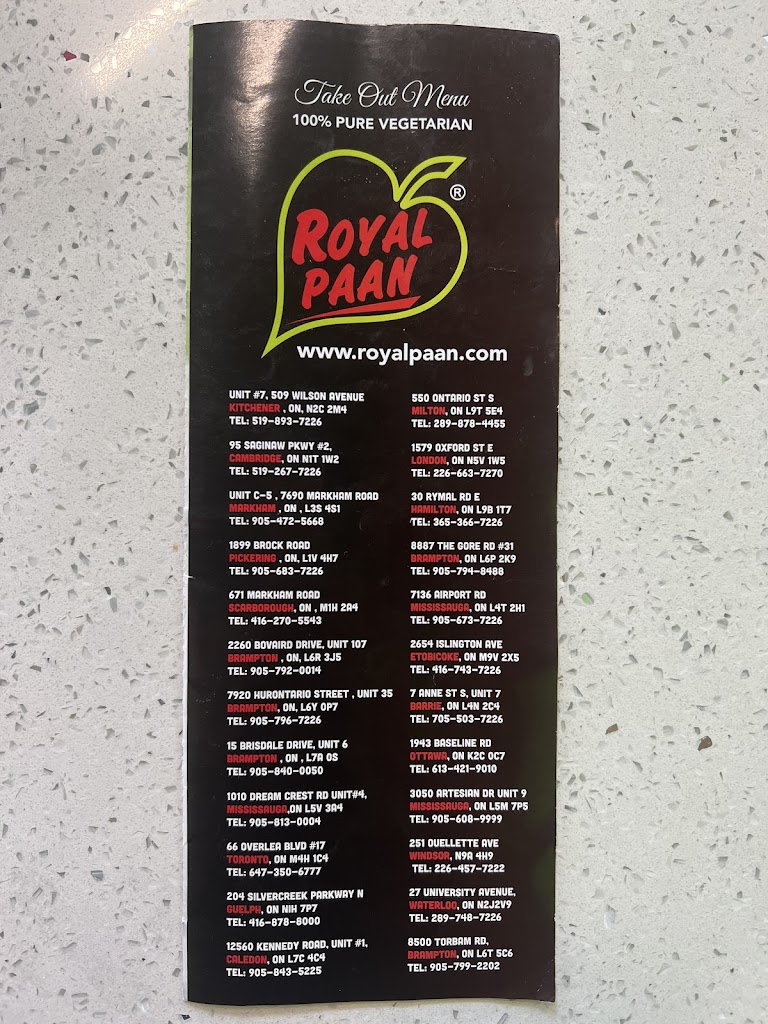 Take Out Menu
100% PURE VEGETARIAN
®
ROYAL
PAAN
www.royalpaan.com
UNIT #7, 509 WILSON AVENUE
KITCHENER , ON, N2C 2M4
TEL: 519-893-7226
95 SAGINAW PKWY #2,
CAMBRIDGE, ON N1T 1W2
TEL: 519-267-7226
UNIT C-5 , 7690 MARKHAM ROAD
MARKHAM , ON , L3S 4S1
TEL: 905-472-5668
1899 BROCK ROAD
PICKERING , ON, L1V 4H7
TEL: 905-683-7226
671 MARKHAM ROAD
SCARBOROUGH, ON , M1H 2A4
TEL: 416-270-5543
2260 BOVAIRD DRIVE, UNIT 107
BRAMPTON , ON, L6R 3J5
TEL: 905-792-0014
7920 HURONTARIO STREET , UNIT 35
BRAMPTON, ON, L6Y 0P7
TEL: 905-796-7226
15 BRISDALE DRIVE, UNIT 6
BRAMPTON , ON , L7A 0S
TEL: 905-840-0050
1010 DREAM CREST RD UNIT#4,
MISSISSAUGA,ON L5V 3A4
TEL: 905-813-0004
66 OVERLEA BLVD #17
TORONTO, ON M4H 1C4
TEL: 647-350-6777
204 SILVERCREEK PARKWAY N
GUELPH, ON NIH 7P7
TEL: 416-878-8000
12560 KENNEDY ROAD, UNIT #1,
CALEDON, ON L7C 4C4
TEL: 905-843-5225
550 ONTARIO ST S
MILTON, ON L9T 5E4
TEL: 289-878-4455
1579 OXFORD ST E
LONDON, ON N5V 1W5
TEL: 226-663-7270
30 RYMAL RD E
HAMILTON, ON L9B 1T7
TEL: 365-366-7226
8887 THE GORE RD #31
BRAMPTON, ON L6P 2K9
TEL: 905-794-8488
7136 AIRPORT RD
MISSISSAUGA, ON L4T 2H1
TEL: 905-673-7226
2654 ISLINGTON AVE
ETOBICOKE, ON M9V 2X5
TEL: 416-743-7226
7 ANNE ST S, UNIT 7
BARRIE, ON L4N 2C4
TEL: 705-503-7226
1943 BASELINE RD
OTTAWA, ON K2C 0C7
TEL: 613-421-9010
3050 ARTESIAN DR UNIT 9
MISSISSAUGA, ON L5M 7P5
TEL: 905-608-9999
251 OUELLETTE AVE
WINDSOR, N9A 4H9
TEL: 226-457-7222
27 UNIVERSITY AVENUE,
WATERLOO, ON N2J2V9
TEL: 289-748-7226
8500 TORBAM RD,
BRAMPTON, ON L6T 5C6
TEL: 905-799-2202